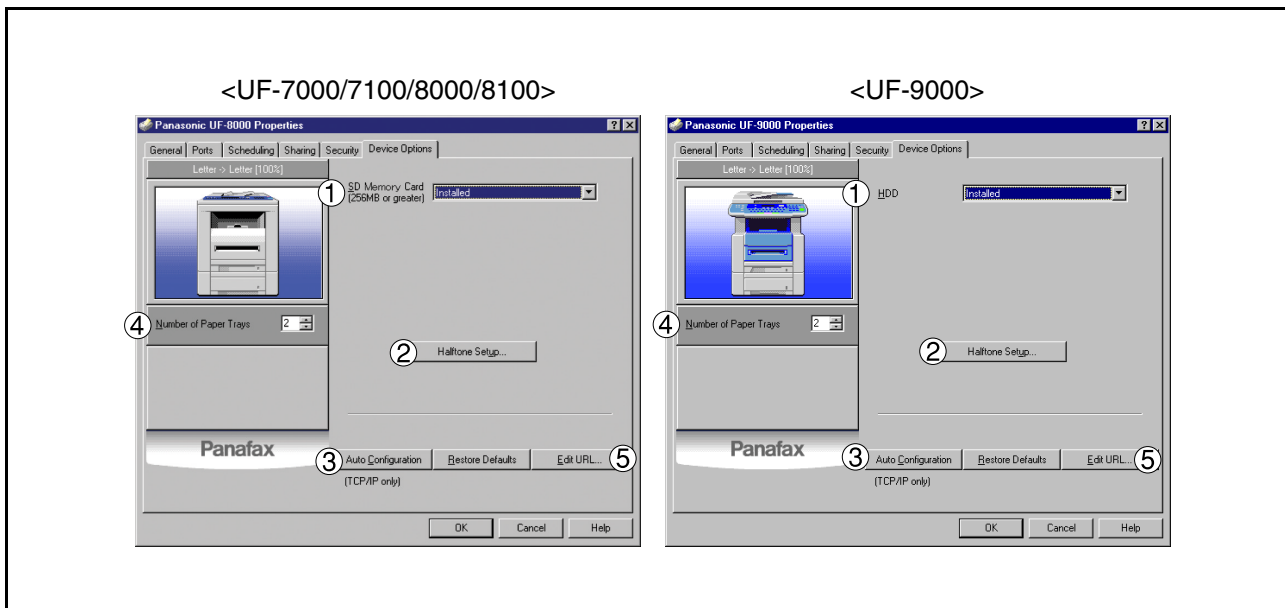 <UF-7000/7100/8000/8100>
Panasonic UF-8000 Properties
General Ports Scheduling Sharing Security Device Options
Letter -> Letter [100%]
① SD Memory Card
(256MB or greater)
Installed
④ Number of Paper Trays 2
② Halftone Setup...
Panafax
③ Auto Configuration Restore Defaults Edit URL... ⑤
(TCP/IP only)
OK Cancel Help
<UF-9000>
Panasonic UF-9000 Properties
General Ports Scheduling Sharing Security Device Options
Letter -> Letter [100%]
① HDD Installed
④ Number of Paper Trays 2
② Halftone Setup...
Panafax
③ Auto Configuration Restore Defaults Edit URL... ⑤
(TCP/IP only)
OK Cancel Help